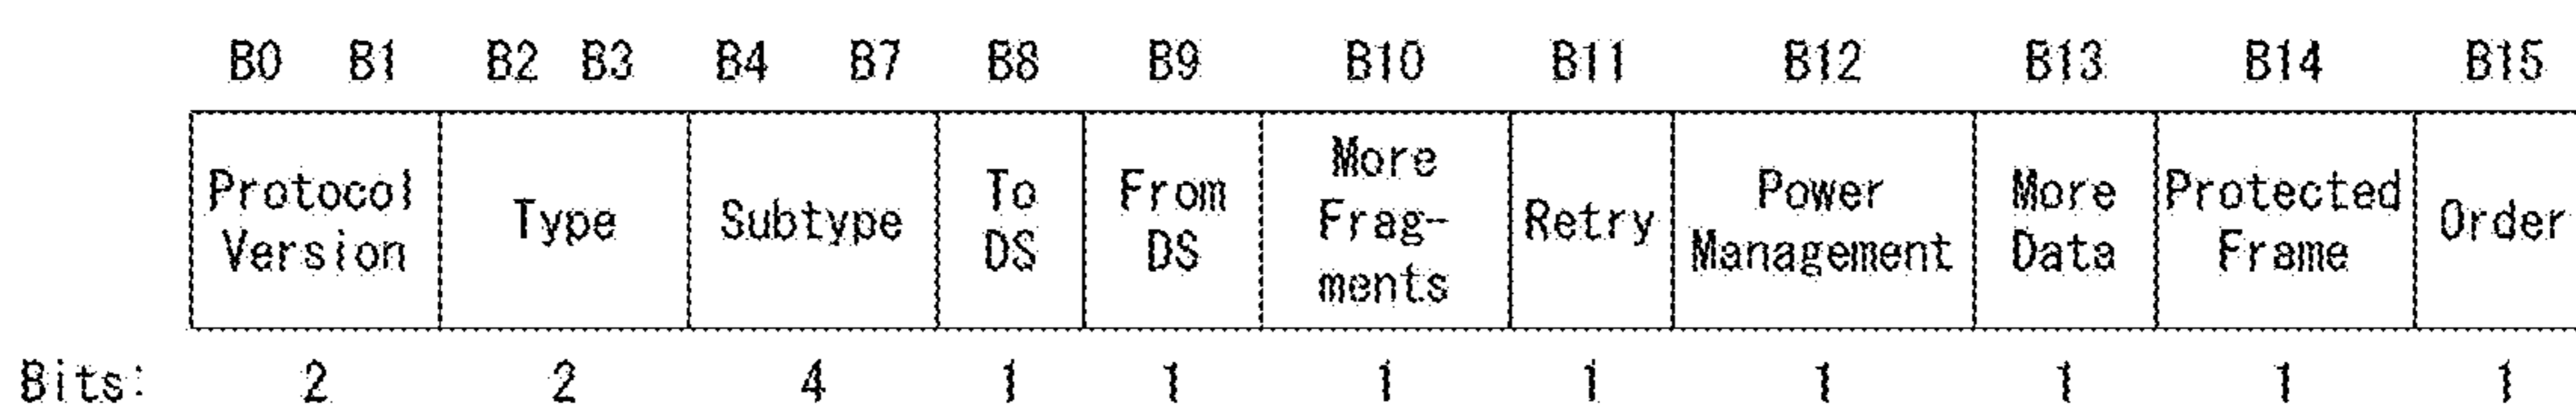 B0 B1 B2 B3 B4 B7 B8 B9 B10 B11 B12 B13 B14 B15
Protocol
Version
Type
Subtype
To
DS
From
DS
More
Frag-
ments
Retry
Power
Management
More
Data
Protected
Frame
Order
Bits: 2 2 4 1 1 1 1 1 1 1 1